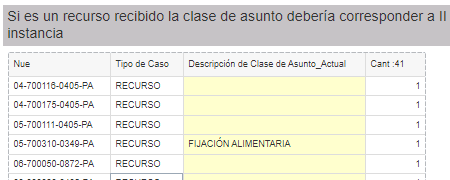 Si es un recurso recibido la clase de asunto debería corresponder a II
instancia
Nue Tipo de Caso Descripción de Clase de Asunto_Actual Cant :41
04-700116-0405-PA RECURSO 1
04-700175-0405-PA RECURSO 1
05-700111-0405-PA RECURSO 1
05-700310-0349-PA RECURSO FIJACIÓN ALIMENTARIA 1
06-700050-0872-PA RECURSO 1